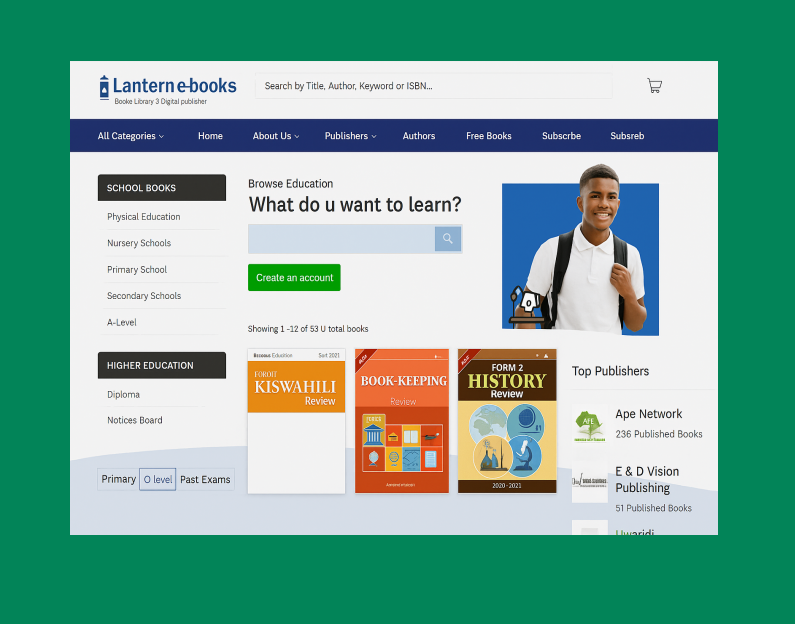 Lantern e-books
Booke Library 3 Digital publisher
Search by Title, Author, Keyword or ISBN...
All Categories
Home
About Us
Publishers
Authors
Free Books
Subscrbe
Subsreb
SCHOOL BOOKS
Physical Education
Nursery Schools
Primary School
Secondary Schools
A-Level
HIGHER EDUCATION
Diploma
Notices Board
Primary
O level
Past Exams
Browse Education
What do u want to learn?
Create an account
Showing 1 -12 of 53 U total books
Education Sort 2021
FOROIT
KISWAHILI
Review
BOOK-KEEPING
Review
FORM 2
HISTORY
Review
2020-2021
Top Publishers
AFE
Ape Network
236 Published Books
E & D Vision
Publishing
51 Published Books